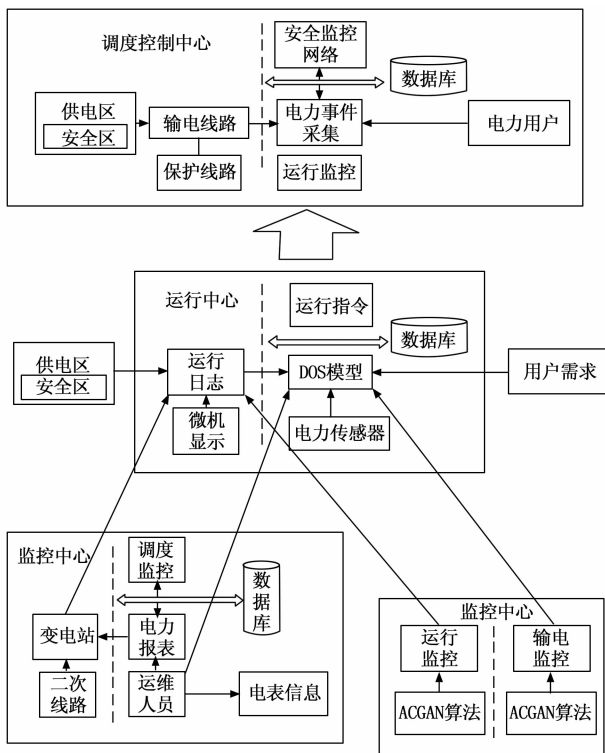 调度控制中心
安全监控
网络
数据库
供电区
安全区
输电线路
电力事件
采集
电力用户
保护线路
运行监控
运行中心
运行指令
数据库
供电区
安全区
运行
日志
DOS模型
用户需求
微机
显示
电力传感器
监控中心
调度
监控
数
据
库
变电站
电力
报表
二次
线路
运维
人员
电表信息
监控中心
运行
监控
输电
监控
ACGAN算法
ACGAN算法